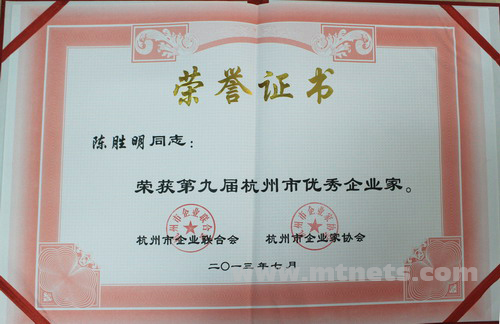 荣誉证书
陈胜明同志：
荣获第九届杭州市优秀企业家。
杭州市企业联合会 杭州市企业家协会
二〇一三年七月
www.mtnets.com